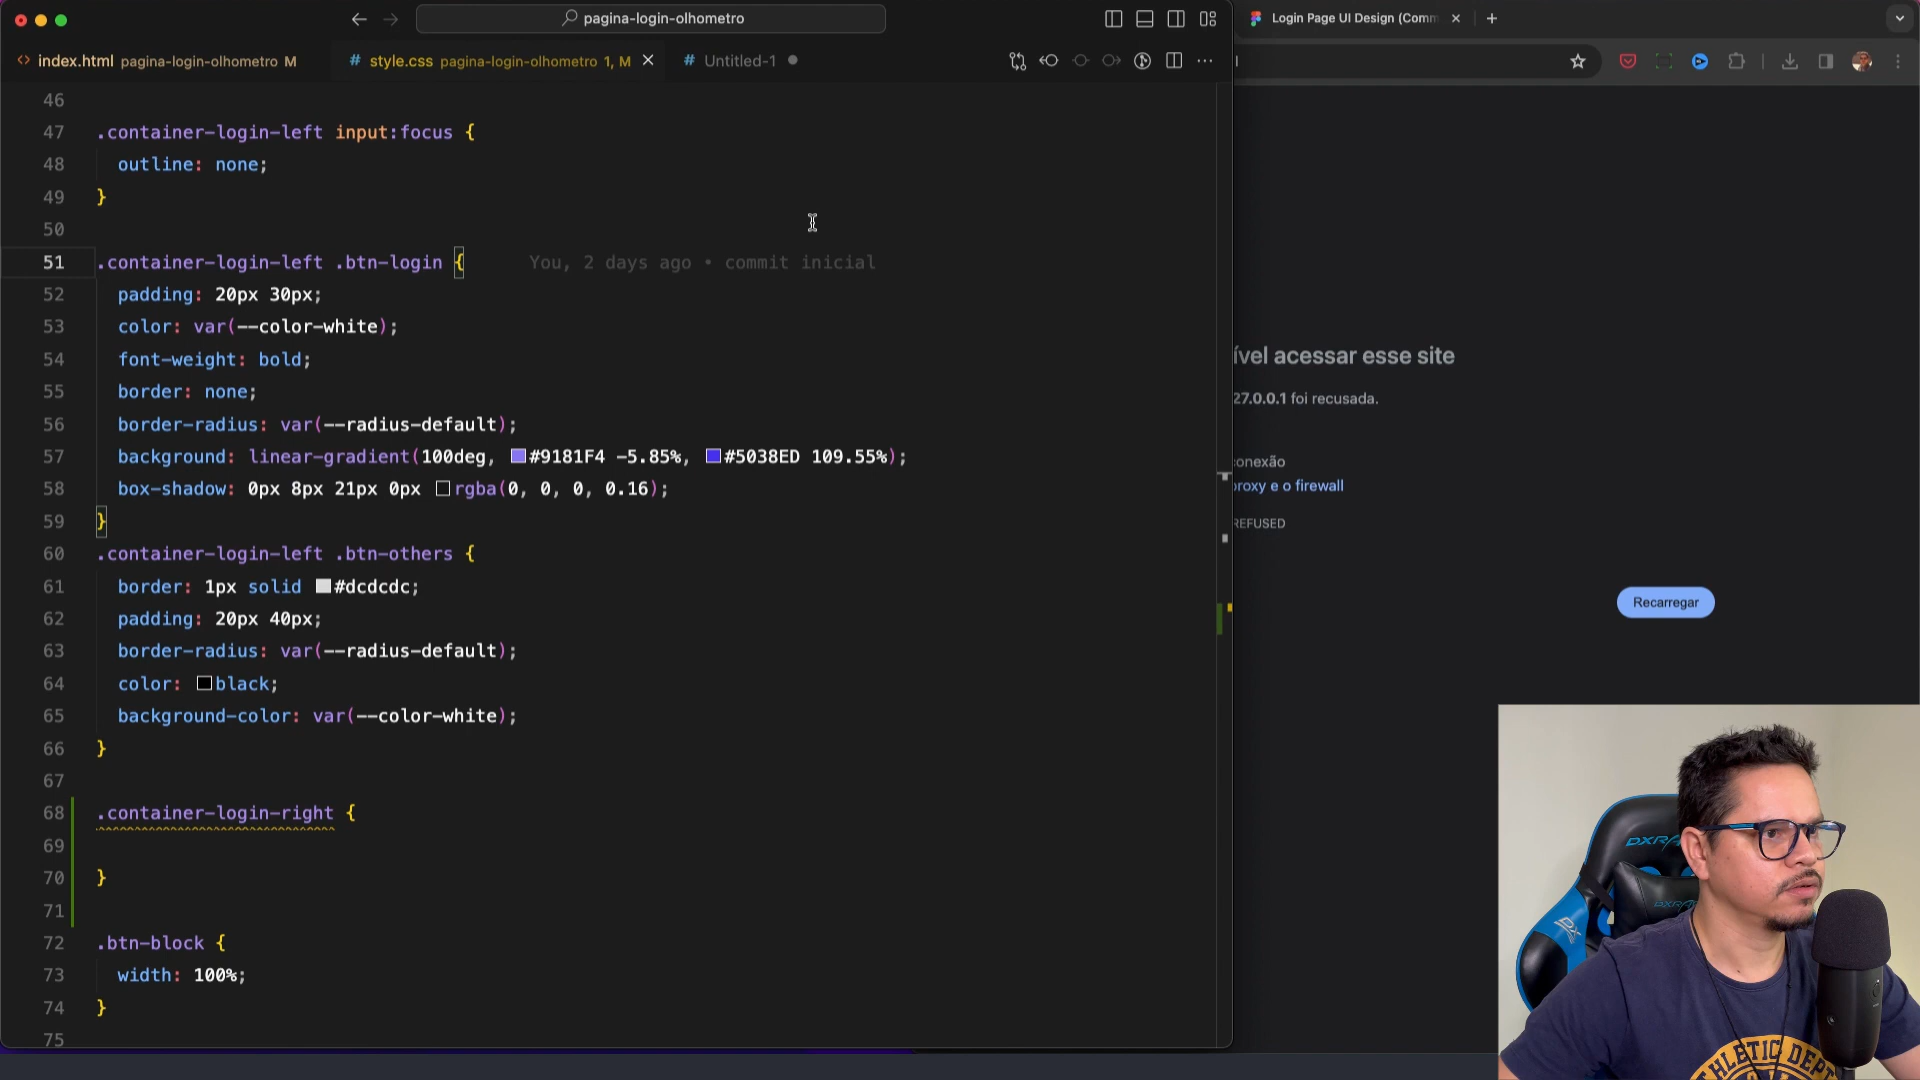 pagina-login-olhometro
Login Page UI Design (Comm
index.html pagina-login-olhometro M
# style.css pagina-login-olhometro 1, M
# Untitled-1
46
47 .container-login-left input:focus {
48 outline: none;
49 }
50
51 .container-login-left .btn-login { You, 2 days ago • commit inicial
52 padding: 20px 30px;
53 color: var(--color-white);
54 font-weight: bold;
55 border: none;
56 border-radius: var(--radius-default);
57 background: linear-gradient(100deg, #9181F4 -5.85%, #5038ED 109.55%);
58 box-shadow: 0px 8px 21px 0px rgba(0, 0, 0, 0.16);
59 }
60 .container-login-left .btn-others {
61 border: 1px solid #dcdcdc;
62 padding: 20px 40px;
63 border-radius: var(--radius-default);
64 color: black;
65 background-color: var(--color-white);
66 }
67
68 .container-login-right {
69
70 }
71
72 .btn-block {
73 width: 100%;
74 }
75
ível acessar esse site
27.0.0.1 foi recusada.
conexão
proxy e o firewall
REFUSED
Recarregar
DXRA
DXRAC
ATHLETIC DEPT